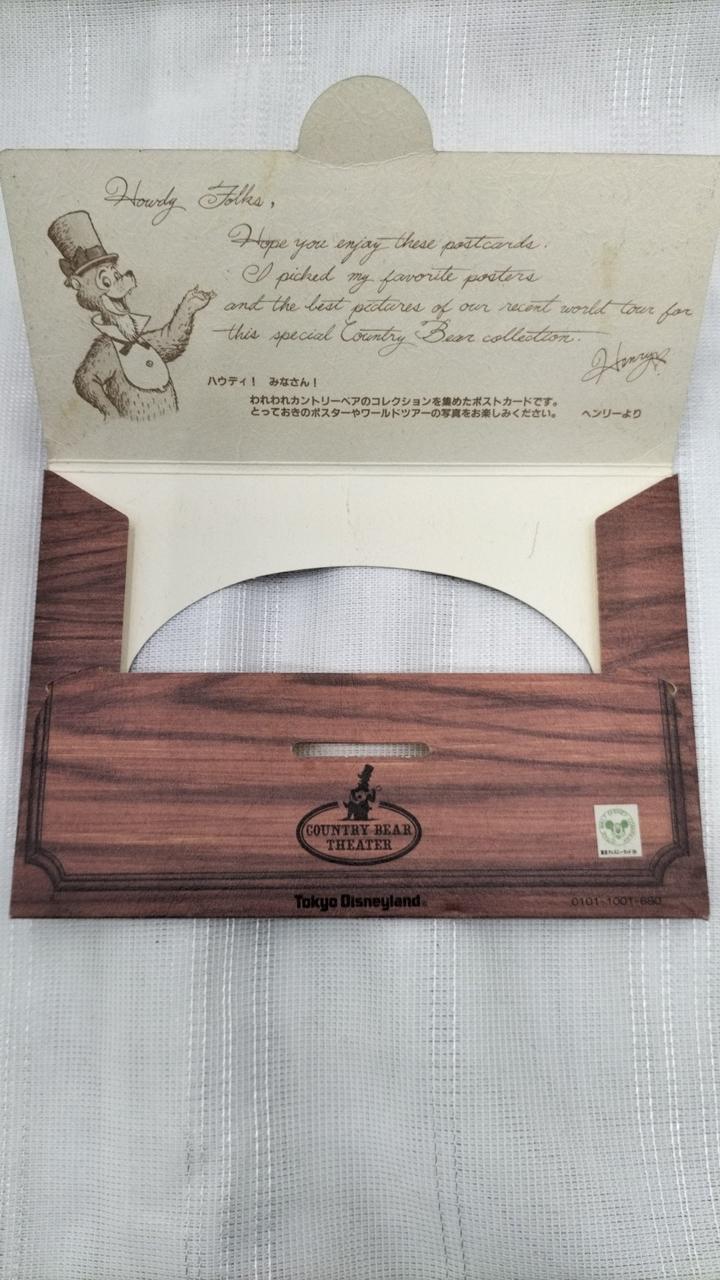 Howdy Folks,
Hope you enjoy these postcards.
I picked my favorite posters
and the best pictures of our recent world tour for
this special Country Bear collection.
Henry
ハウディ！ みなさん！
われわれカントリーベアのコレクションを集めたポストカードです。
とっておきのポスターやワールドツアーの写真をお楽しみください。 ヘンリーより
COUNTRY BEAR
THEATER
Tokyo Disneyland®
0101-1001-680